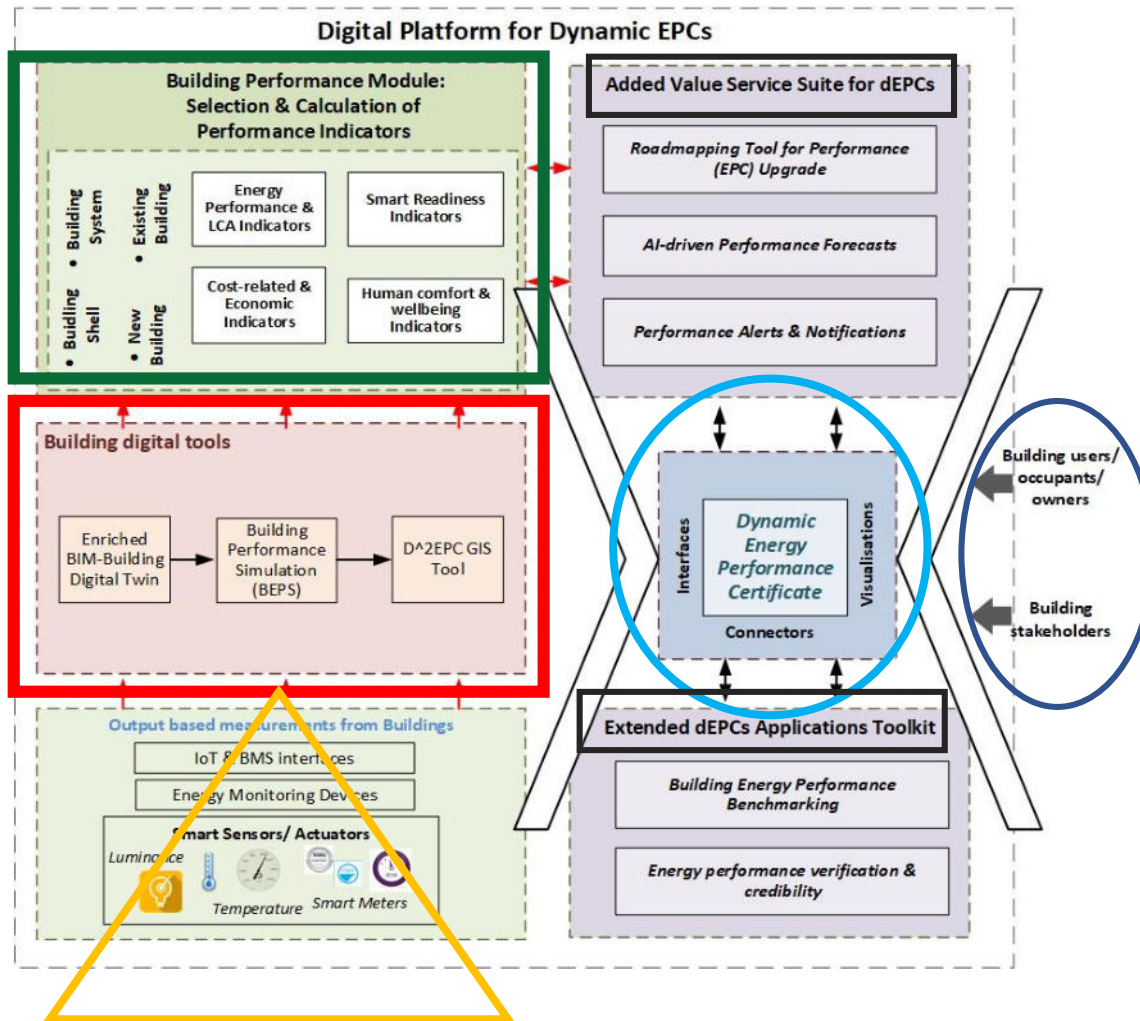 Digital Platform for Dynamic EPCs
Building Performance Module:
Selection & Calculation of
Performance Indicators
• Building
System
• Existing
Building
• Buidling
Shell
• New
Building
Energy
Performance &
LCA Indicators
Smart Readiness
Indicators
Cost-related &
Economic
Indicators
Human comfort &
wellbeing
Indicators
Added Value Service Suite for dEPCs
Roadmapping Tool for Performance
(EPC) Upgrade
AI-driven Performance Forecasts
Performance Alerts & Notifications
Building digital tools
Enriched
BIM-Building
Digital Twin
Building
Performance
Simulation
(BEPS)
D^2EPC GIS
Tool
Interfaces
Dynamic
Energy
Performance
Certificate
Visualisations
Connectors
Building users/
occupants/
owners
Building
stakeholders
Output based measurements from Buildings
IoT & BMS interfaces
Energy Monitoring Devices
Smart Sensors/ Actuators
Luminance
Temperature
Smart Meters
Extended dEPCs Applications Toolkit
Building Energy Performance
Benchmarking
Energy performance verification &
credibility